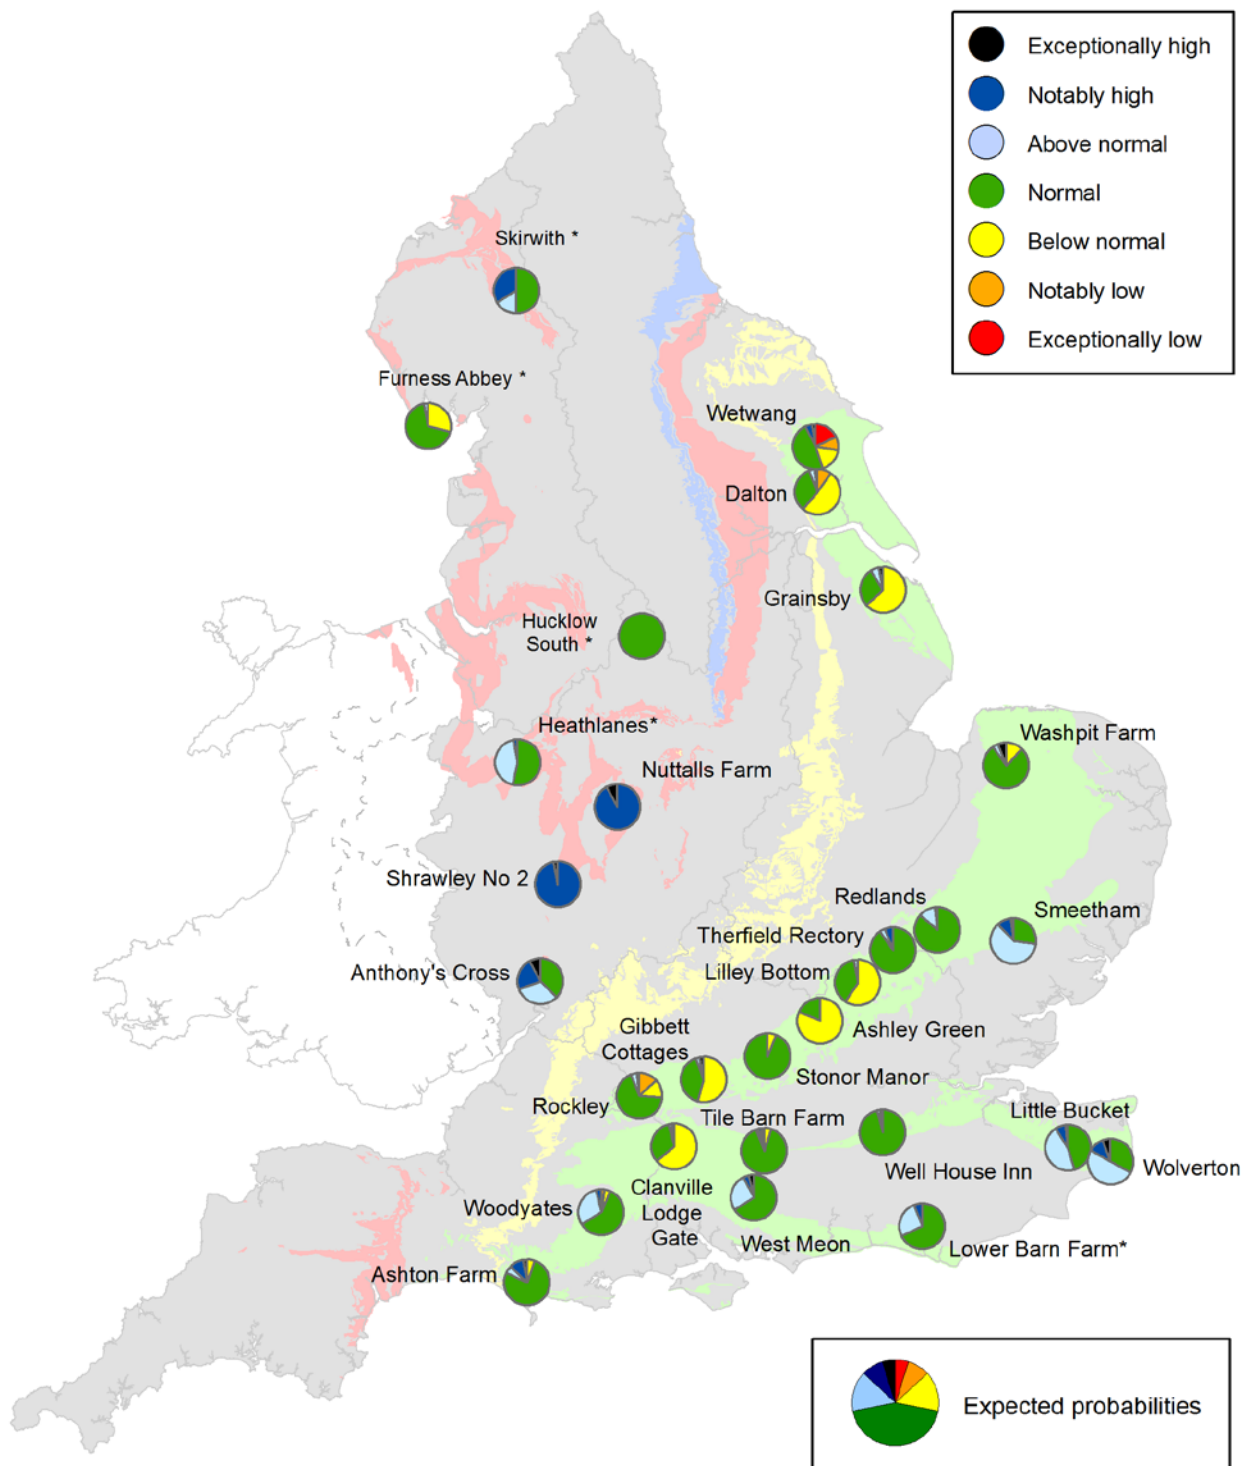 Exceptionally high
Notably high
Above normal
Normal
Below normal
Notably low
Exceptionally low
Skirwith *
Furness Abbey *
Wetwang
Dalton
Grainsby
Hucklow
South *
Heathlanes*
Nuttalls Farm
Washpit Farm
Shrawley No 2
Redlands
Smeetham
Therfield Rectory
Anthony's Cross
Lilley Bottom
Gibbett
Cottages
Ashley Green
Stonor Manor
Rockley
Tile Barn Farm
Little Bucket
Well House Inn
Wolverton
Clanville
Lodge
Gate
Woodyates
West Meon
Lower Barn Farm*
Ashton Farm
Expected probabilities